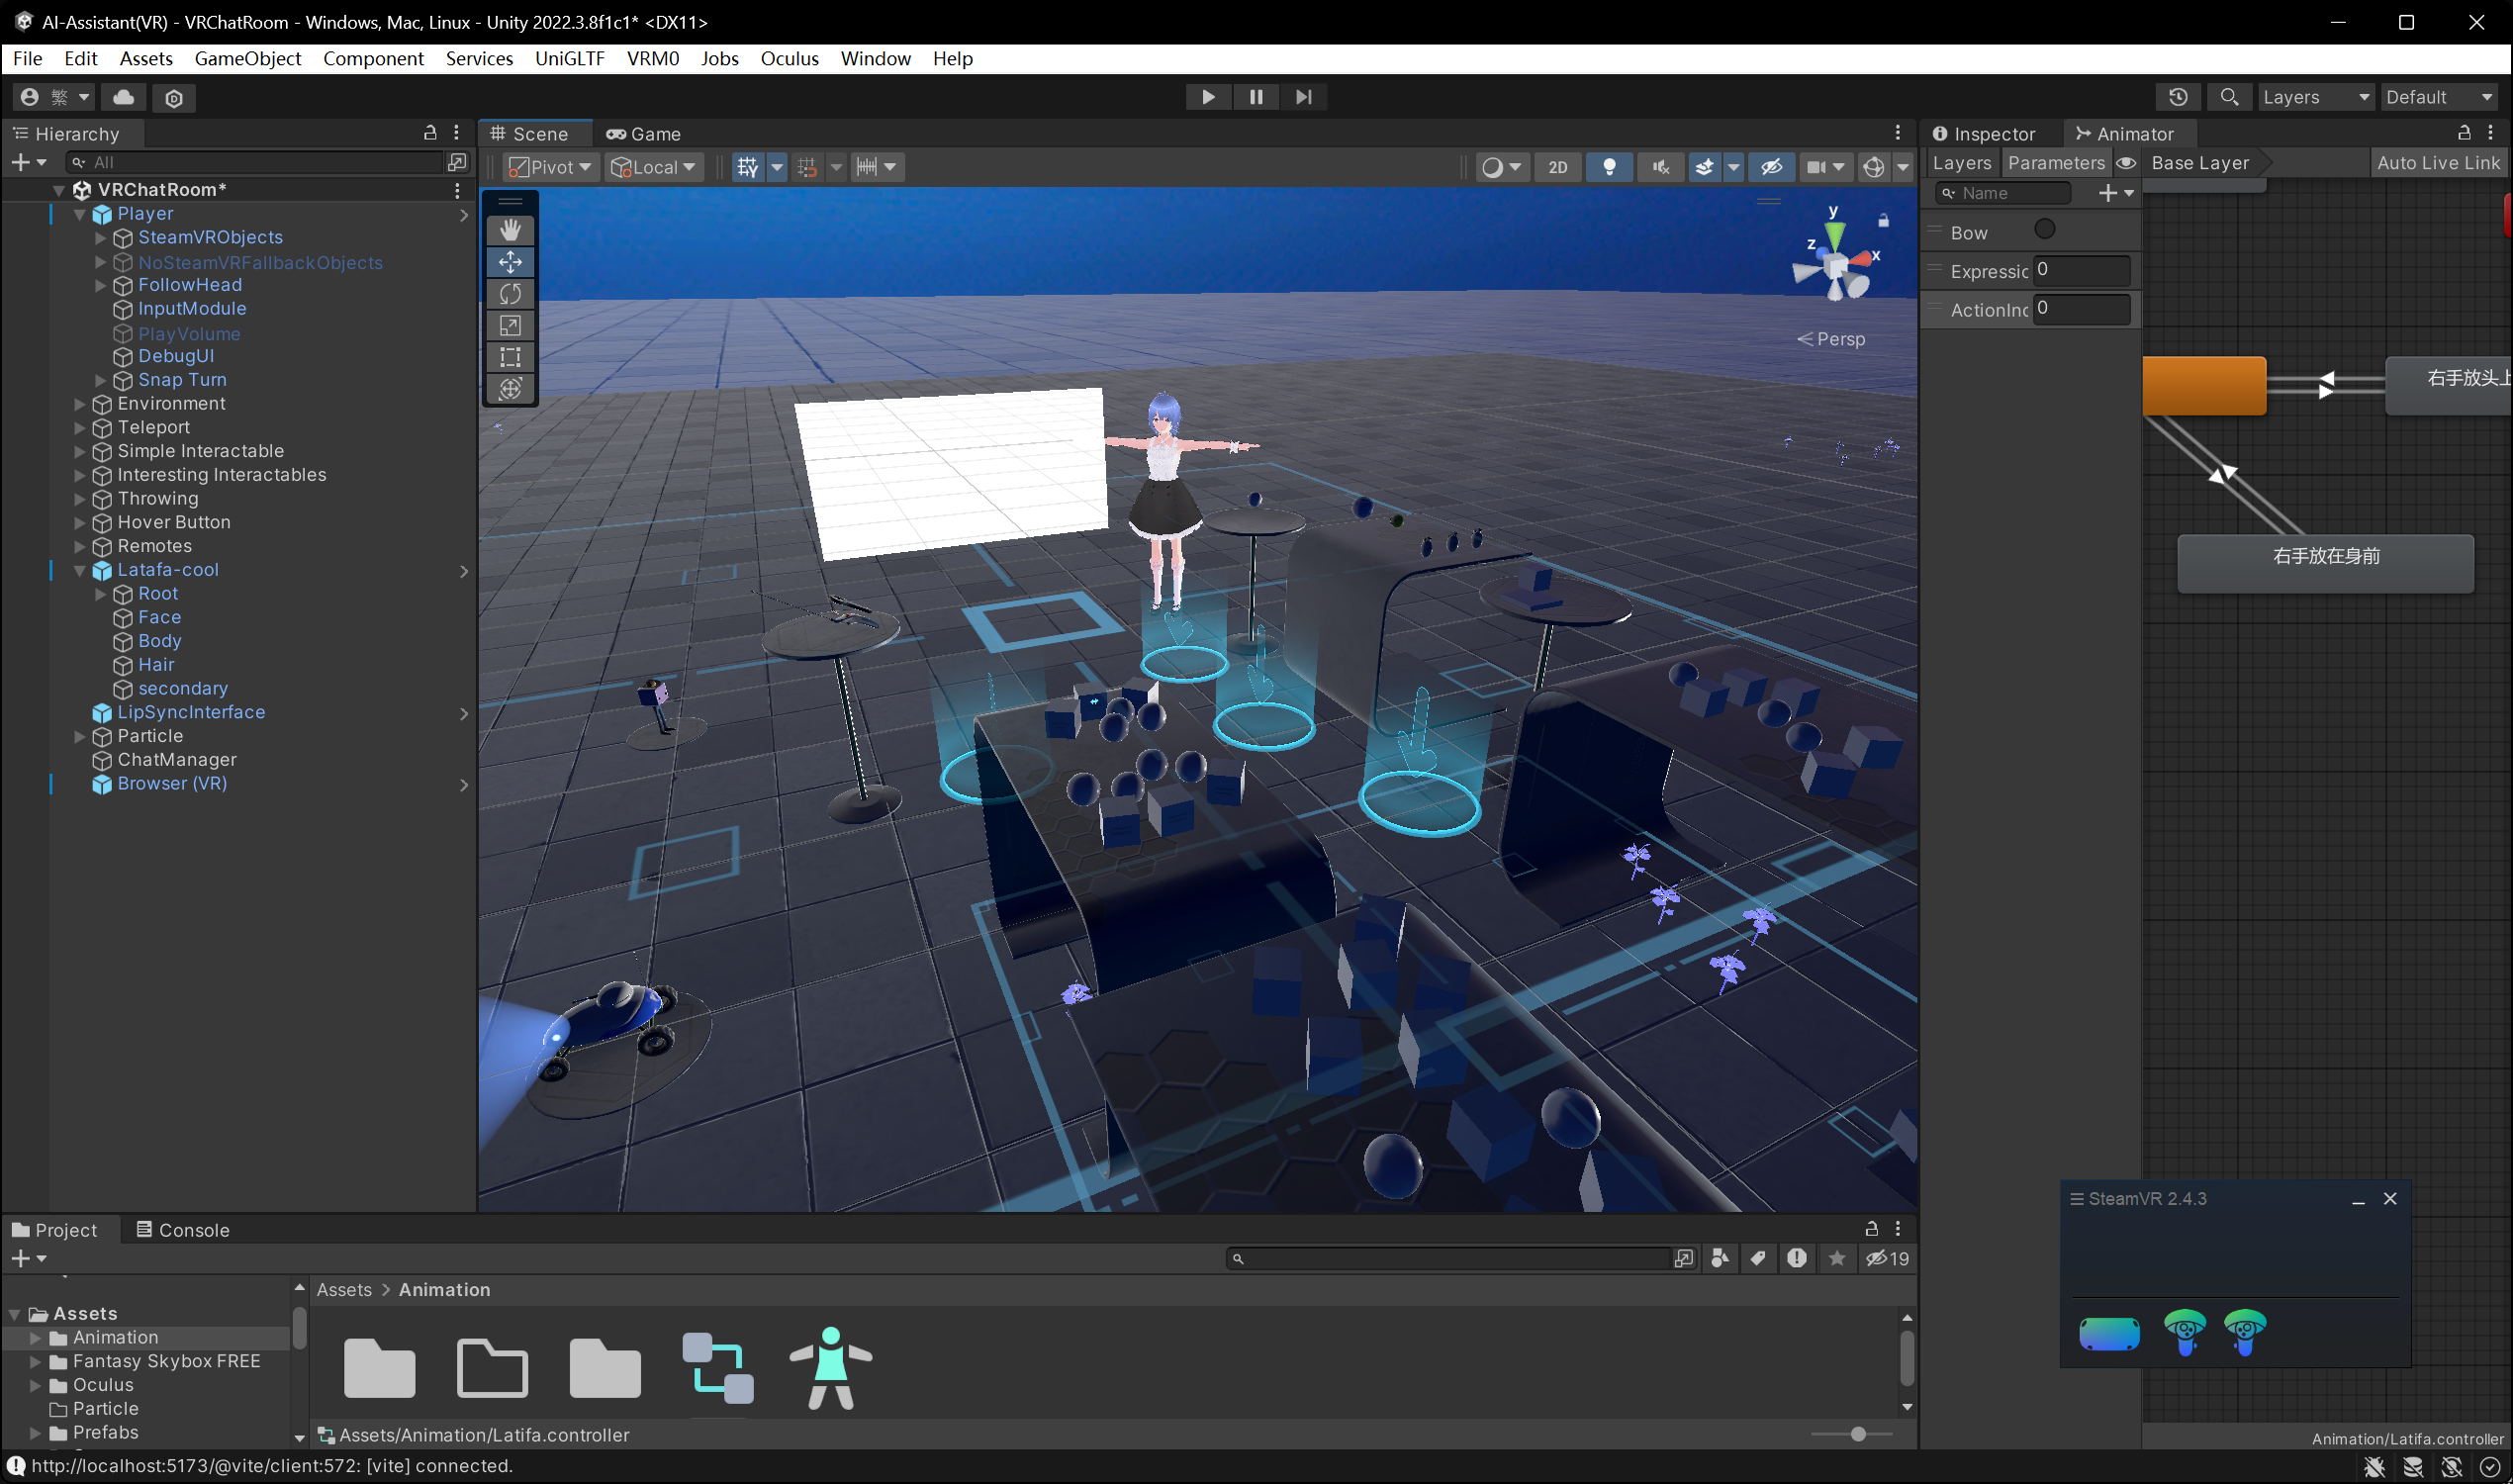 AI-Assistant(VR) - VRChatRoom - Windows, Mac, Linux - Unity 2022.3.8f1c1* <DX11>
File Edit Assets GameObject Component Services UniGLTF VRM0 Jobs Oculus Window Help
繁
Layers Default
Hierarchy
All
VRChatRoom*
Player
SteamVRObjects
NoSteamVRFallbackObjects
FollowHead
InputModule
PlayVolume
DebugUI
Snap Turn
Environment
Teleport
Simple Interactable
Interesting Interactables
Throwing
Hover Button
Remotes
Latafa-cool
Root
Face
Body
Hair
secondary
LipSyncInterface
Particle
ChatManager
Browser (VR)
Scene Game
Pivot Local 2D
y
z x
Persp
Inspector Animator
Layers Parameters Base Layer Auto Live Link
Name
Bow
Expressic 0
ActionInc 0
右手放头上
右手放在身前
SteamVR 2.4.3
Animation/Latifa.controller
Project Console
19
Assets
Animation
Fantasy Skybox FREE
Oculus
Particle
Prefabs
Assets > Animation
Assets/Animation/Latifa.controller
http://localhost:5173/@vite/client:572: [vite] connected.